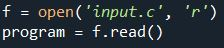 f = open('input.c', 'r')
program = f.read()